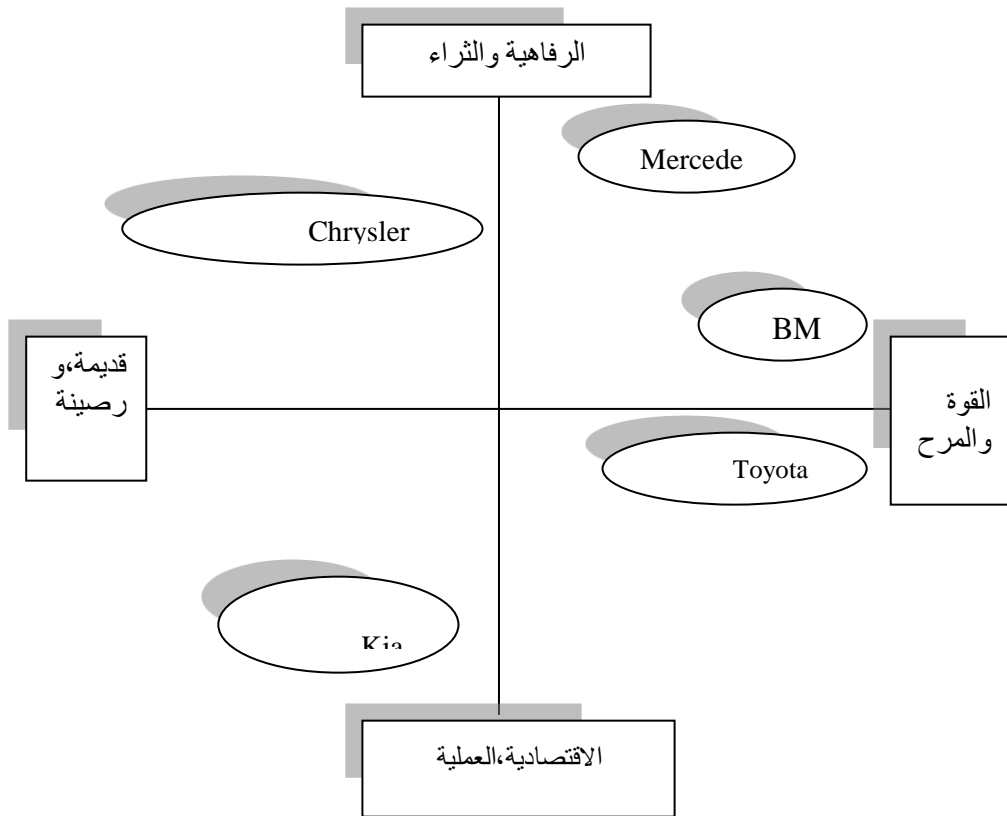 الرفاهية والثراء
Mercede
Chrysler
BM
قديمة،و
رصينة
القوة
والمرح
Toyota
Kia
الاقتصادية،العملية